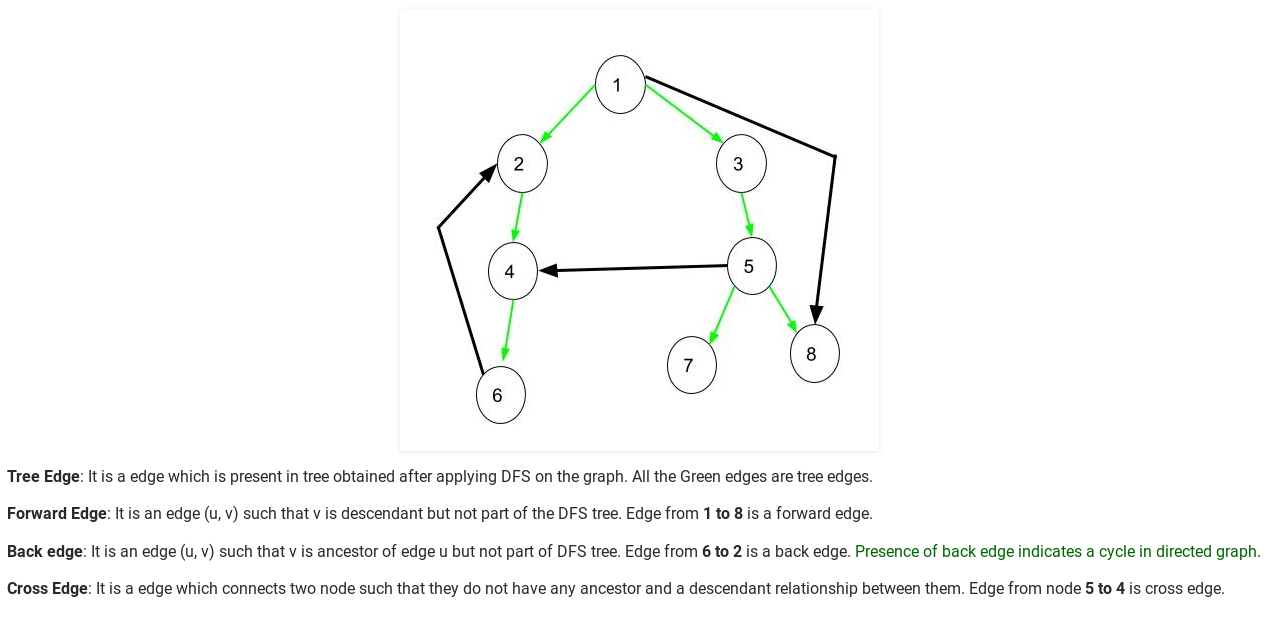 1
2
3
4
5
6
7
8
Tree Edge: It is a edge which is present in tree obtained after applying DFS on the graph. All the Green edges are tree edges.
Forward Edge: It is an edge (u, v) such that v is descendant but not part of the DFS tree. Edge from 1 to 8 is a forward edge.
Back edge: It is an edge (u, v) such that v is ancestor of edge u but not part of DFS tree. Edge from 6 to 2 is a back edge. Presence of back edge indicates a cycle in directed graph.
Cross Edge: It is a edge which connects two node such that they do not have any ancestor and a descendant relationship between them. Edge from node 5 to 4 is cross edge.